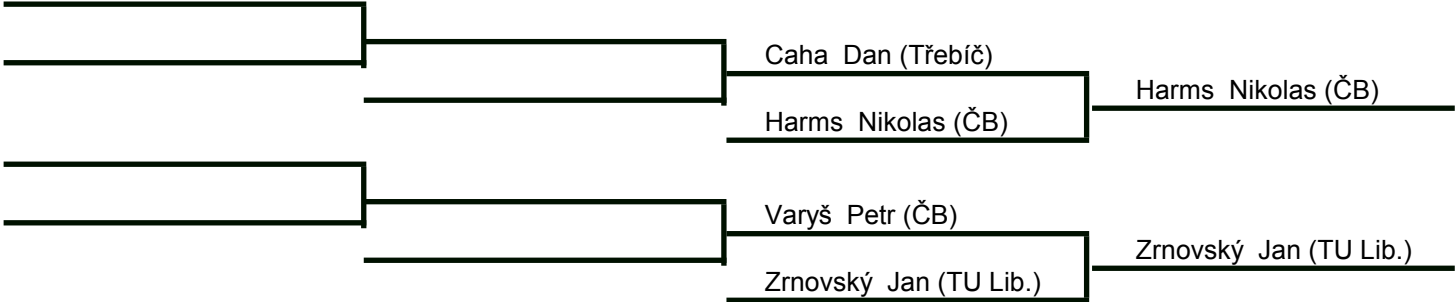 Caha Dan (Třebíč)
Harms Nikolas (ČB)
Harms Nikolas (ČB)
Varyš Petr (ČB)
Zrnovský Jan (TU Lib.)
Zrnovský Jan (TU Lib.)